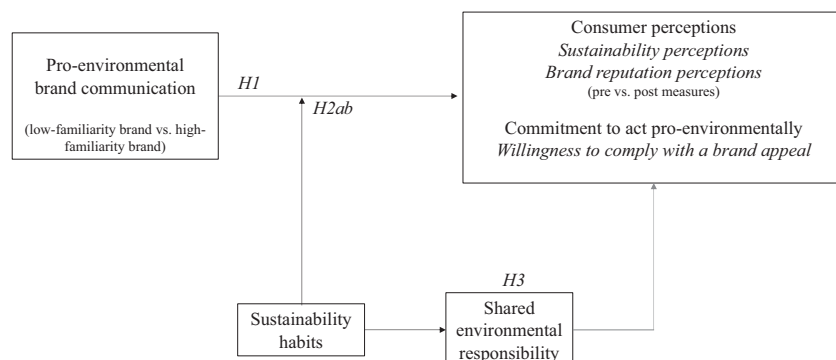 Pro-environmental
brand communication
(low-familiarity brand vs. high-
familiarity brand)
H1
H2ab
Consumer perceptions
Sustainability perceptions
Brand reputation perceptions
(pre vs. post measures)
Commitment to act pro-environmentally
Willingness to comply with a brand appeal
Sustainability
habits
H3
Shared
environmental
responsibility